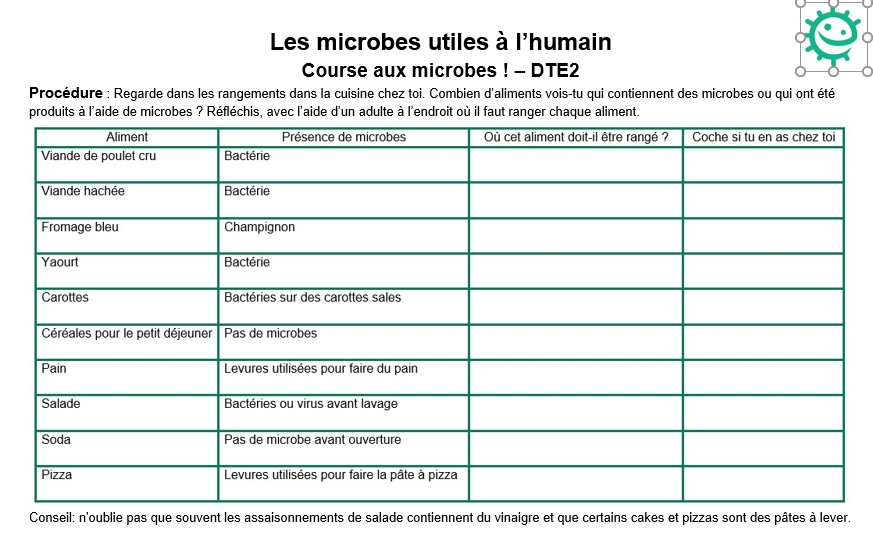 Les microbes utiles à l’humain
Course aux microbes ! – DTE2
Procédure : Regarde dans les rangements dans la cuisine chez toi. Combien d’aliments vois-tu qui contiennent des microbes ou qui ont été
produits à l’aide de microbes ? Réfléchis, avec l’aide d’un adulte à l’endroit où il faut ranger chaque aliment.
Aliment Présence de microbes Où cet aliment doit-il être rangé ? Coche si tu en as chez toi
Viande de poulet cru Bactérie
Viande hachée Bactérie
Fromage bleu Champignon
Yaourt Bactérie
Carottes Bactéries sur des carottes sales
Céréales pour le petit déjeuner Pas de microbes
Pain Levures utilisées pour faire du pain
Salade Bactéries ou virus avant lavage
Soda Pas de microbe avant ouverture
Pizza Levures utilisées pour faire la pâte à pizza
Conseil: n’oublie pas que souvent les assaisonnements de salade contiennent du vinaigre et que certains cakes et pizzas sont des pâtes à lever.